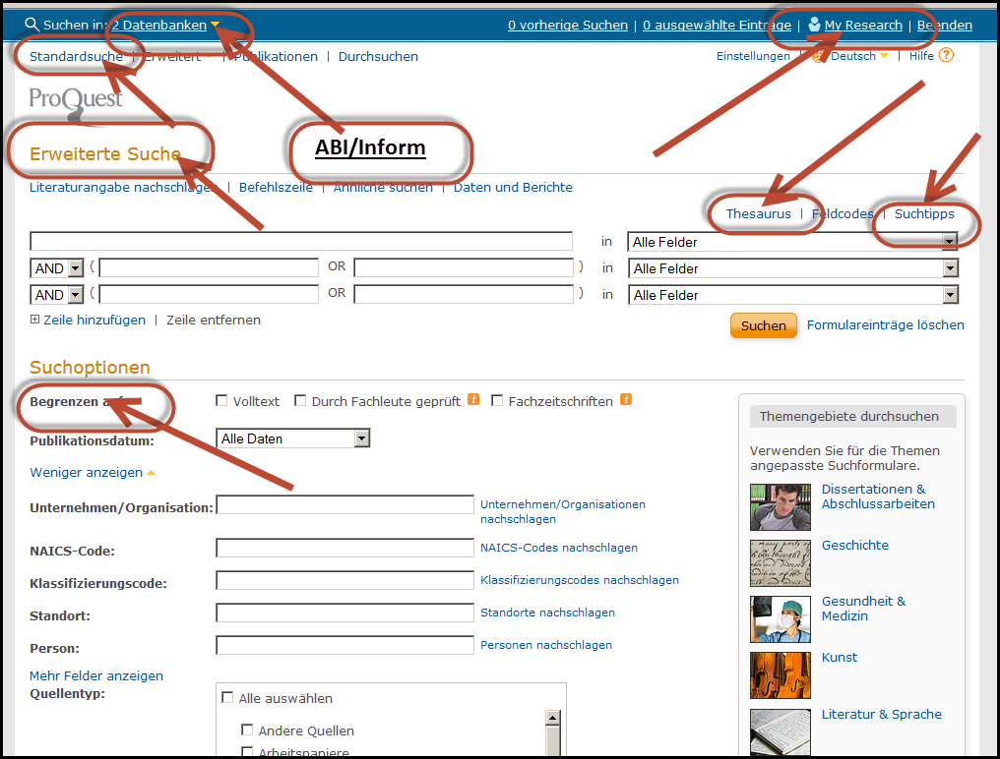 Suchen in: 2 Datenbanken 0 vorherige Suchen | 0 ausgewählte Einträge | My Research | Beenden
Standardsuche | Erweitert | Publikationen | Durchsuchen Einstellungen Deutsch | Hilfe ?
ProQuest
ABI/Inform
Erweiterte Suche
Literaturangabe nachschlagen | Befehlszeile | Ähnliche suchen | Daten und Berichte
Thesaurus | Feldcodes | Suchtipps
in Alle Felder
AND ( OR ) in Alle Felder
AND ( OR ) in Alle Felder
Zeile hinzufügen | Zeile entfernen
Suchen Formulareinträge löschen
Suchoptionen
Begrenzen auf
Volltext Durch Fachleute geprüft i Fachzeitschriften i
Publikationsdatum: Alle Daten
Weniger anzeigen
Unternehmen/Organisation: Unternehmen/Organisationen
nachschlagen
NAICS-Code: NAICS-Codes nachschlagen
Klassifizierungscode: Klassifizierungscodes nachschlagen
Standort: Standorte nachschlagen
Person: Personen nachschlagen
Mehr Felder anzeigen
Quellentyp:
Alle auswählen
Andere Quellen
Arbeitspapiere
Themengebiete durchsuchen
Verwenden Sie für die Themen
angepasste Suchformulare.
Dissertationen &
Abschlussarbeiten
Geschichte
Gesundheit &
Medizin
Kunst
Literatur & Sprache